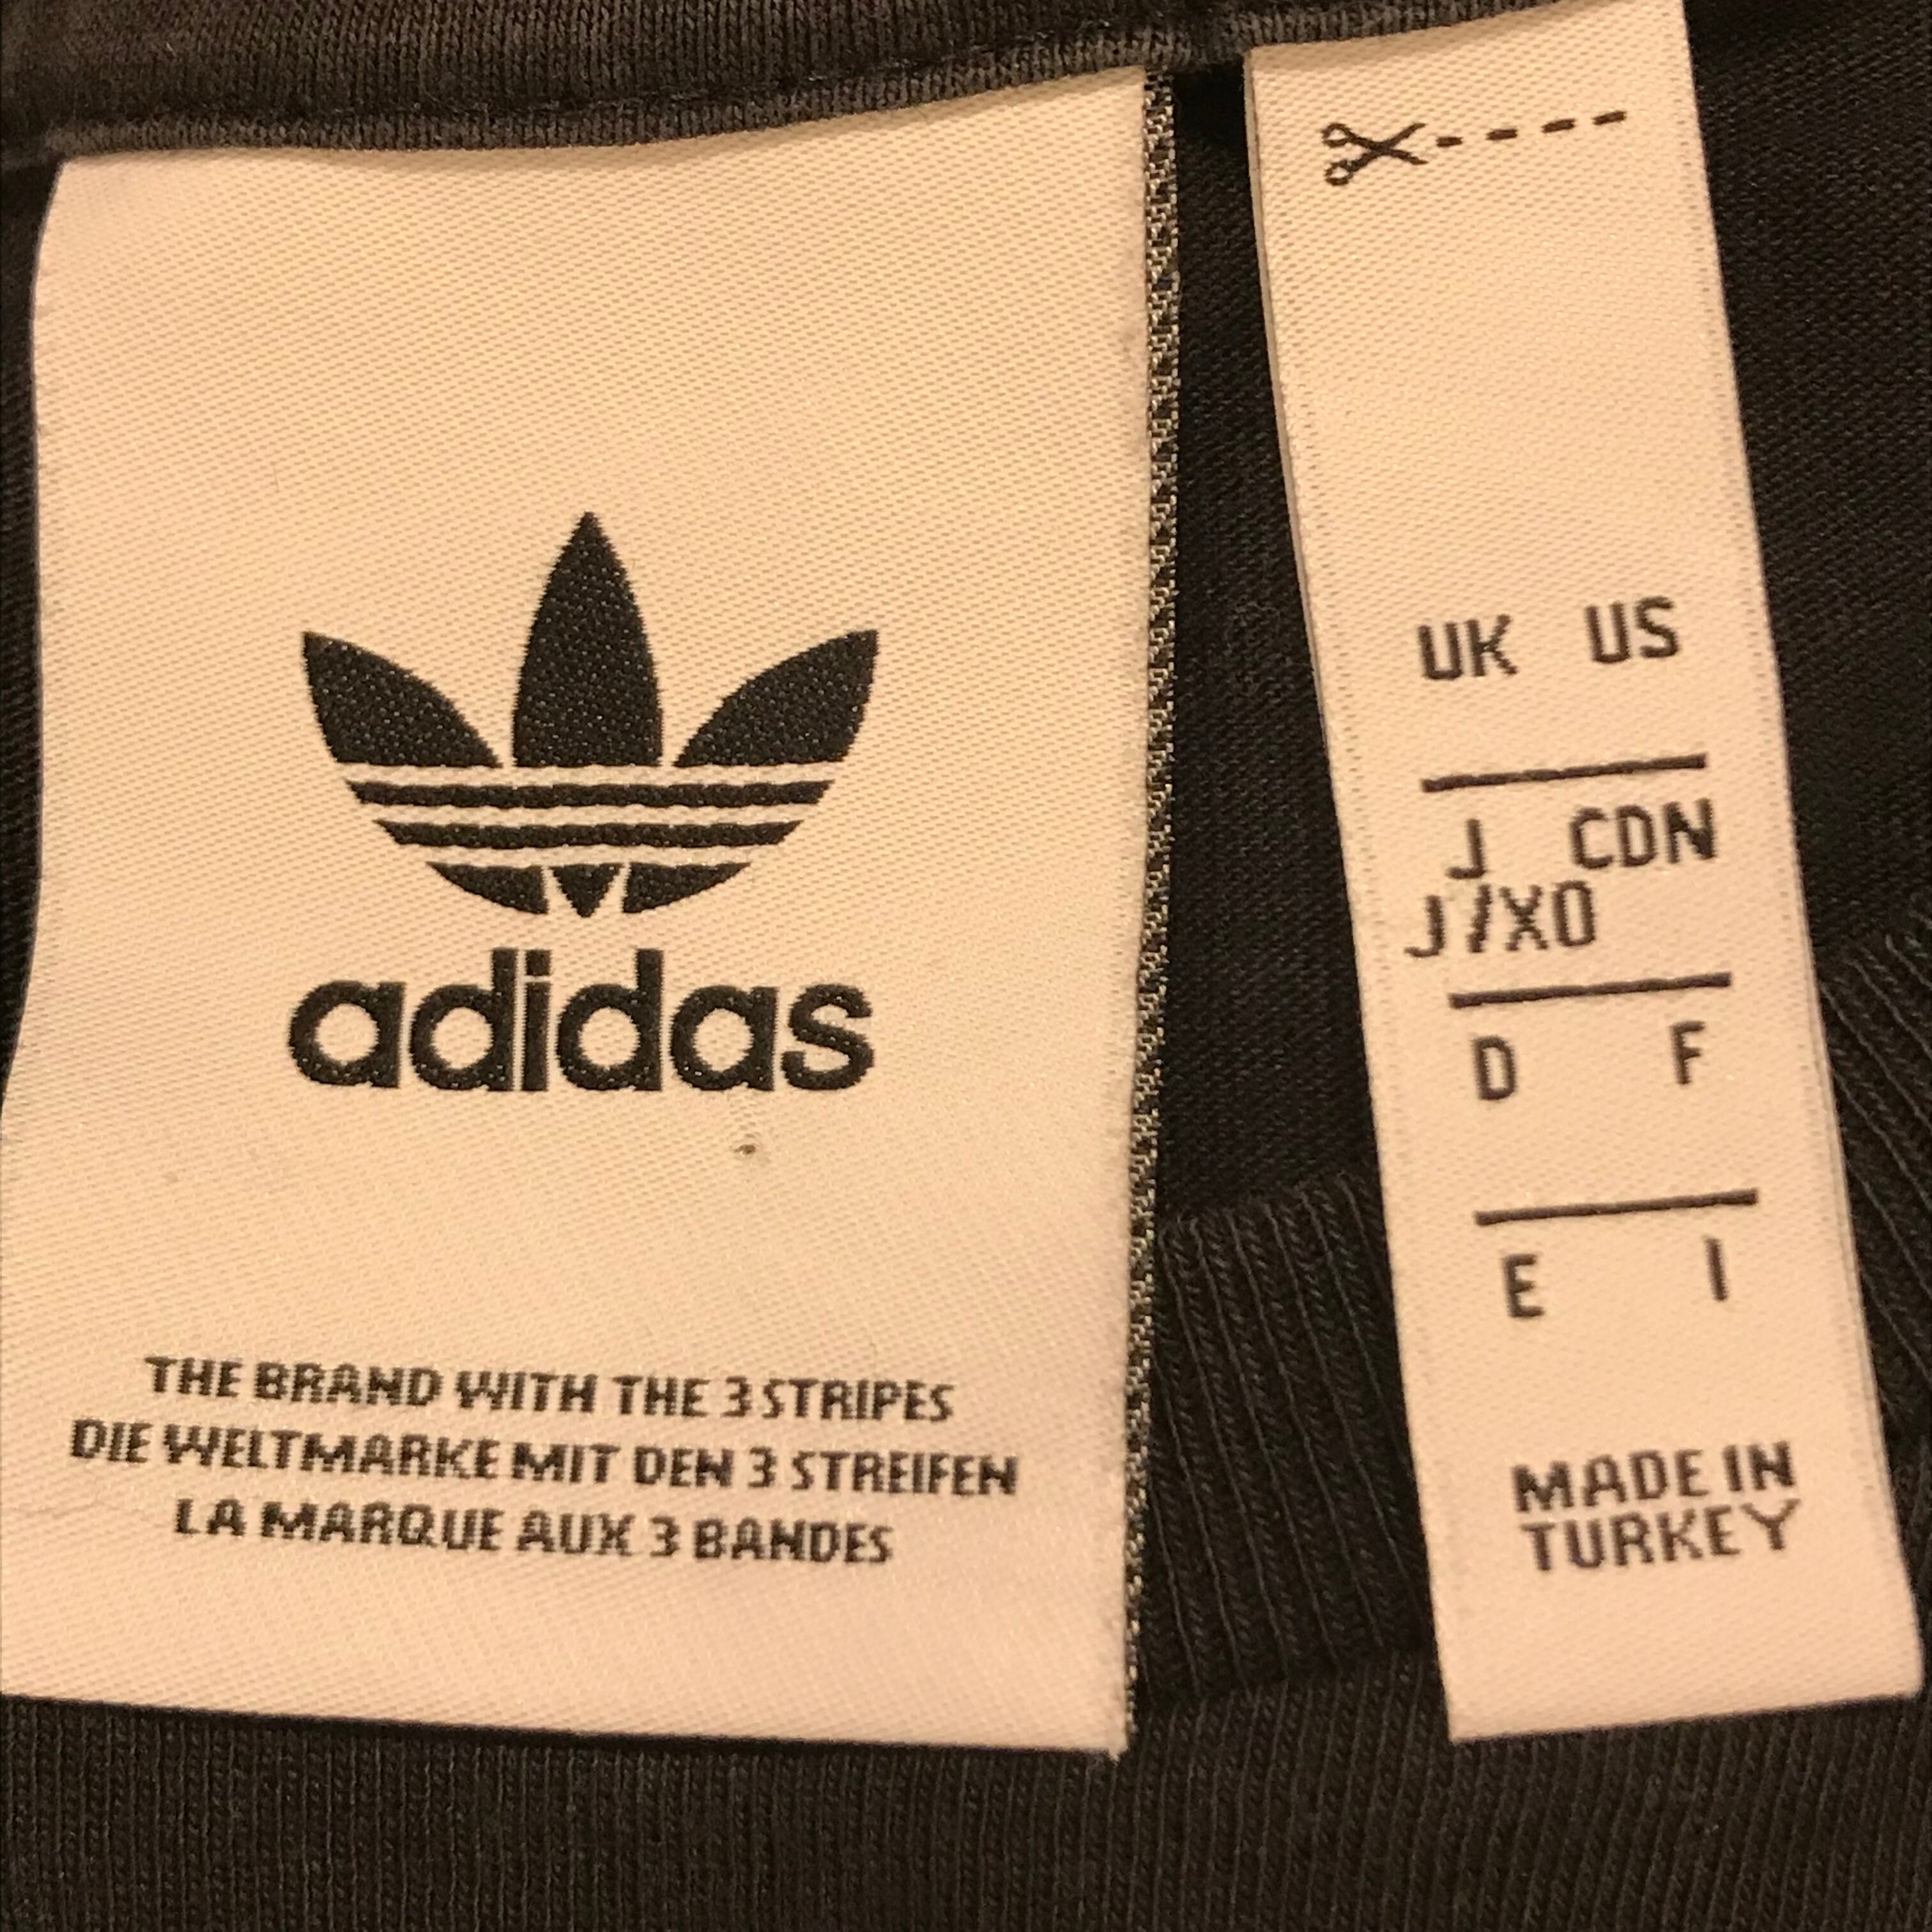 adidas
THE BRAND WITH THE 3 STRIPES
DIE WELTMARKE MIT DEN 3 STREIFEN
LA MARQUE AUX 3 BANDES
UK US
J CDN
J/XO
D F
E I
MADE IN
TURKEY